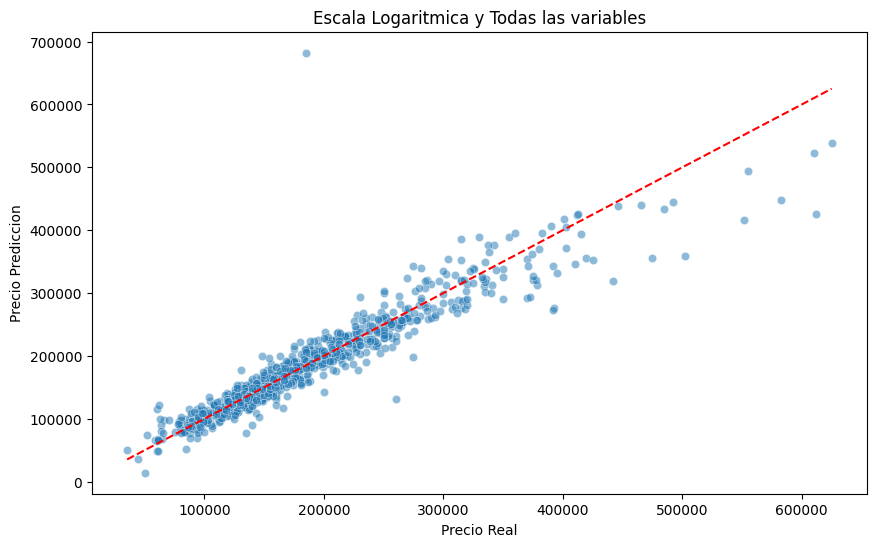 Escala Logaritmica y Todas las variables
Precio Prediccion
700000
600000
500000
400000
300000
200000
100000
0
100000 200000 300000 400000 500000 600000
Precio Real